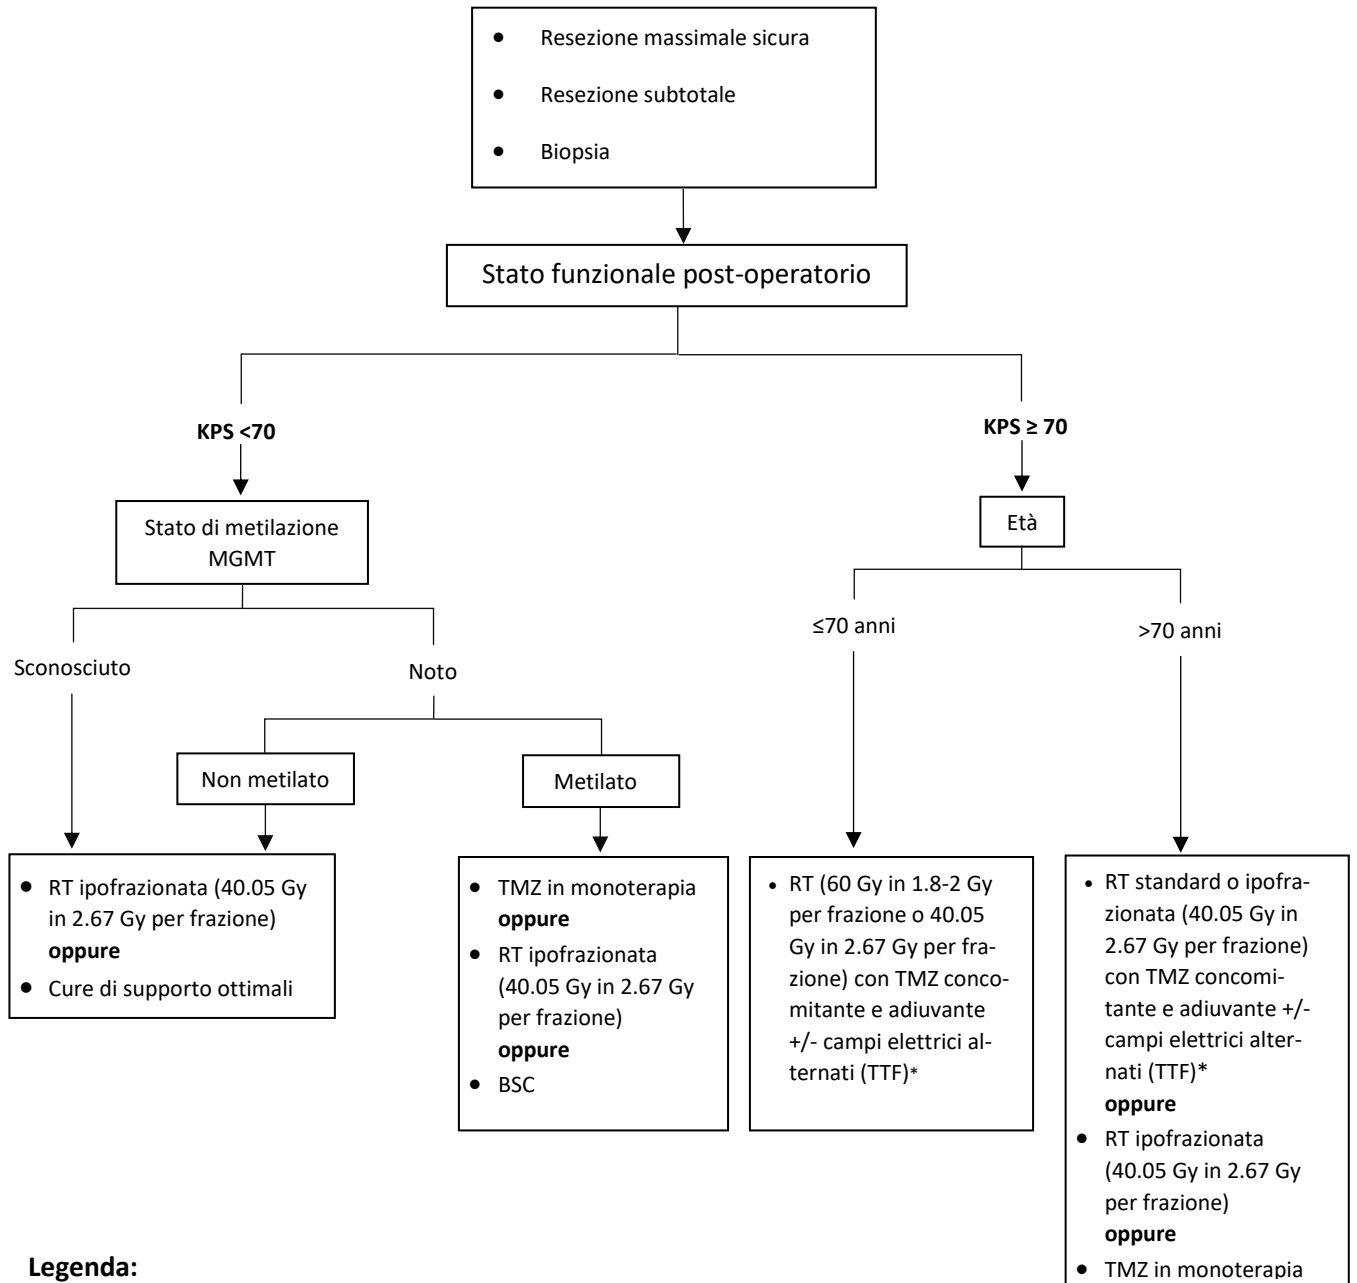 • Resezione massimale sicura
• Resezione subtotale
• Biopsia
Stato funzionale post-operatorio
KPS <70
KPS ≥ 70
Stato di metilazione
MGMT
Età
≤70 anni
>70 anni
Sconosciuto
Noto
Non metilato
Metilato
• RT ipofrazionata (40.05 Gy
in 2.67 Gy per frazione)
oppure
• Cure di supporto ottimali
• TMZ in monoterapia
oppure
• RT ipofrazionata
(40.05 Gy in 2.67 Gy
per frazione)
oppure
• BSC
• RT (60 Gy in 1.8-2 Gy
per frazione o 40.05
Gy in 2.67 Gy per fra-
zione) con TMZ conco-
mitante e adiuvante
+/- campi elettrici al-
ternati (TTF)*
• RT standard o ipofra-
zionata (40.05 Gy in
2.67 Gy per frazione)
con TMZ concomi-
tante e adiuvante +/-
campi elettrici alter-
nati (TTF)*
oppure
• RT ipofrazionata
(40.05 Gy in 2.67 Gy
per frazione)
oppure
• TMZ in monoterapia
Legenda: